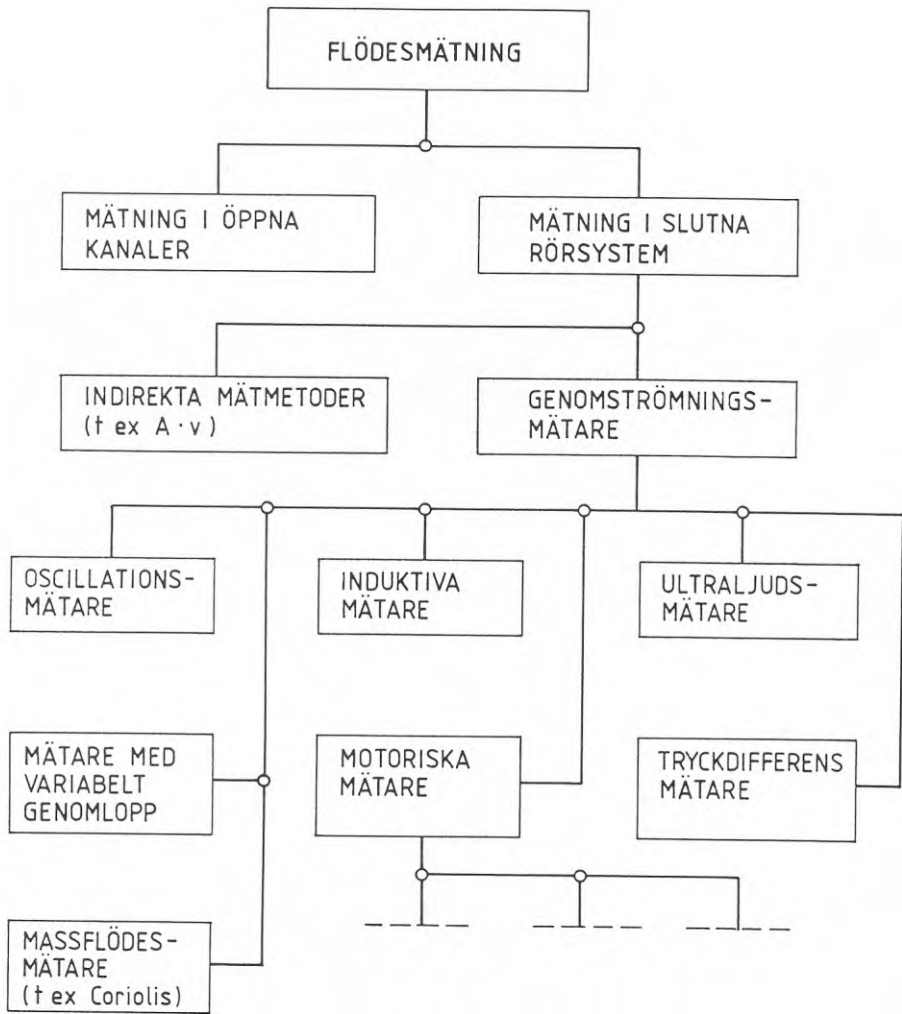 FLÖDESMÄTNING
MÄTNING I ÖPPNA
KANALER
MÄTNING I SLUTNA
RÖRSYSTEM
INDIREKTA MÄTMETODER
(t ex A·v)
GENOMSTRÖMNINGS-
MÄTARE
OSCILLATIONS-
MÄTARE
INDUKTIVA
MÄTARE
ULTRALJUDS-
MÄTARE
MÄTARE MED
VARIABELT
GENOMLOPP
MOTORISKA
MÄTARE
TRYCKDIFFERENS
MÄTARE
MASSFLÖDES-
MÄTARE
(t ex Coriolis)